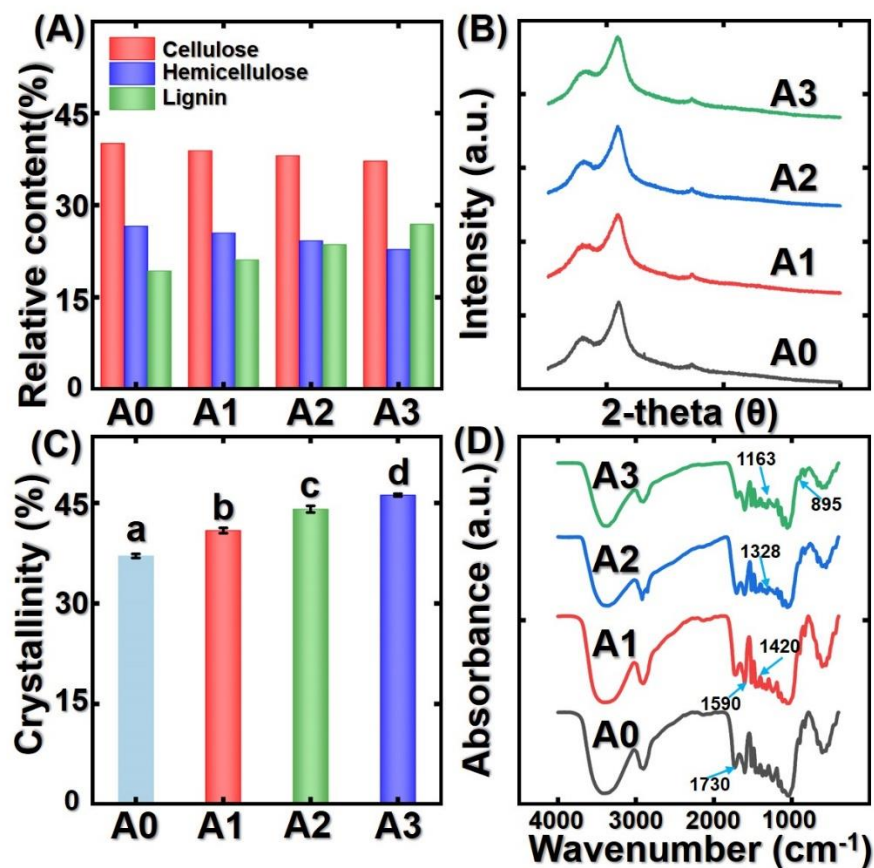 (A)
Cellulose
Hemicellulose
Lignin
Relative content(%)
45
30
15
0
A0 A1 A2 A3
(B)
A3
A2
A1
A0
Intensity (a.u.)
2-theta (θ)
(C)
a b c d
Crystallinity (%)
45
30
15
0
A0 A1 A2 A3
(D)
A3
1163
895
A2
1328
A1
1420
1590
A0
1730
Absorbance (a.u.)
4000 3000 2000 1000
Wavenumber (cm⁻¹)